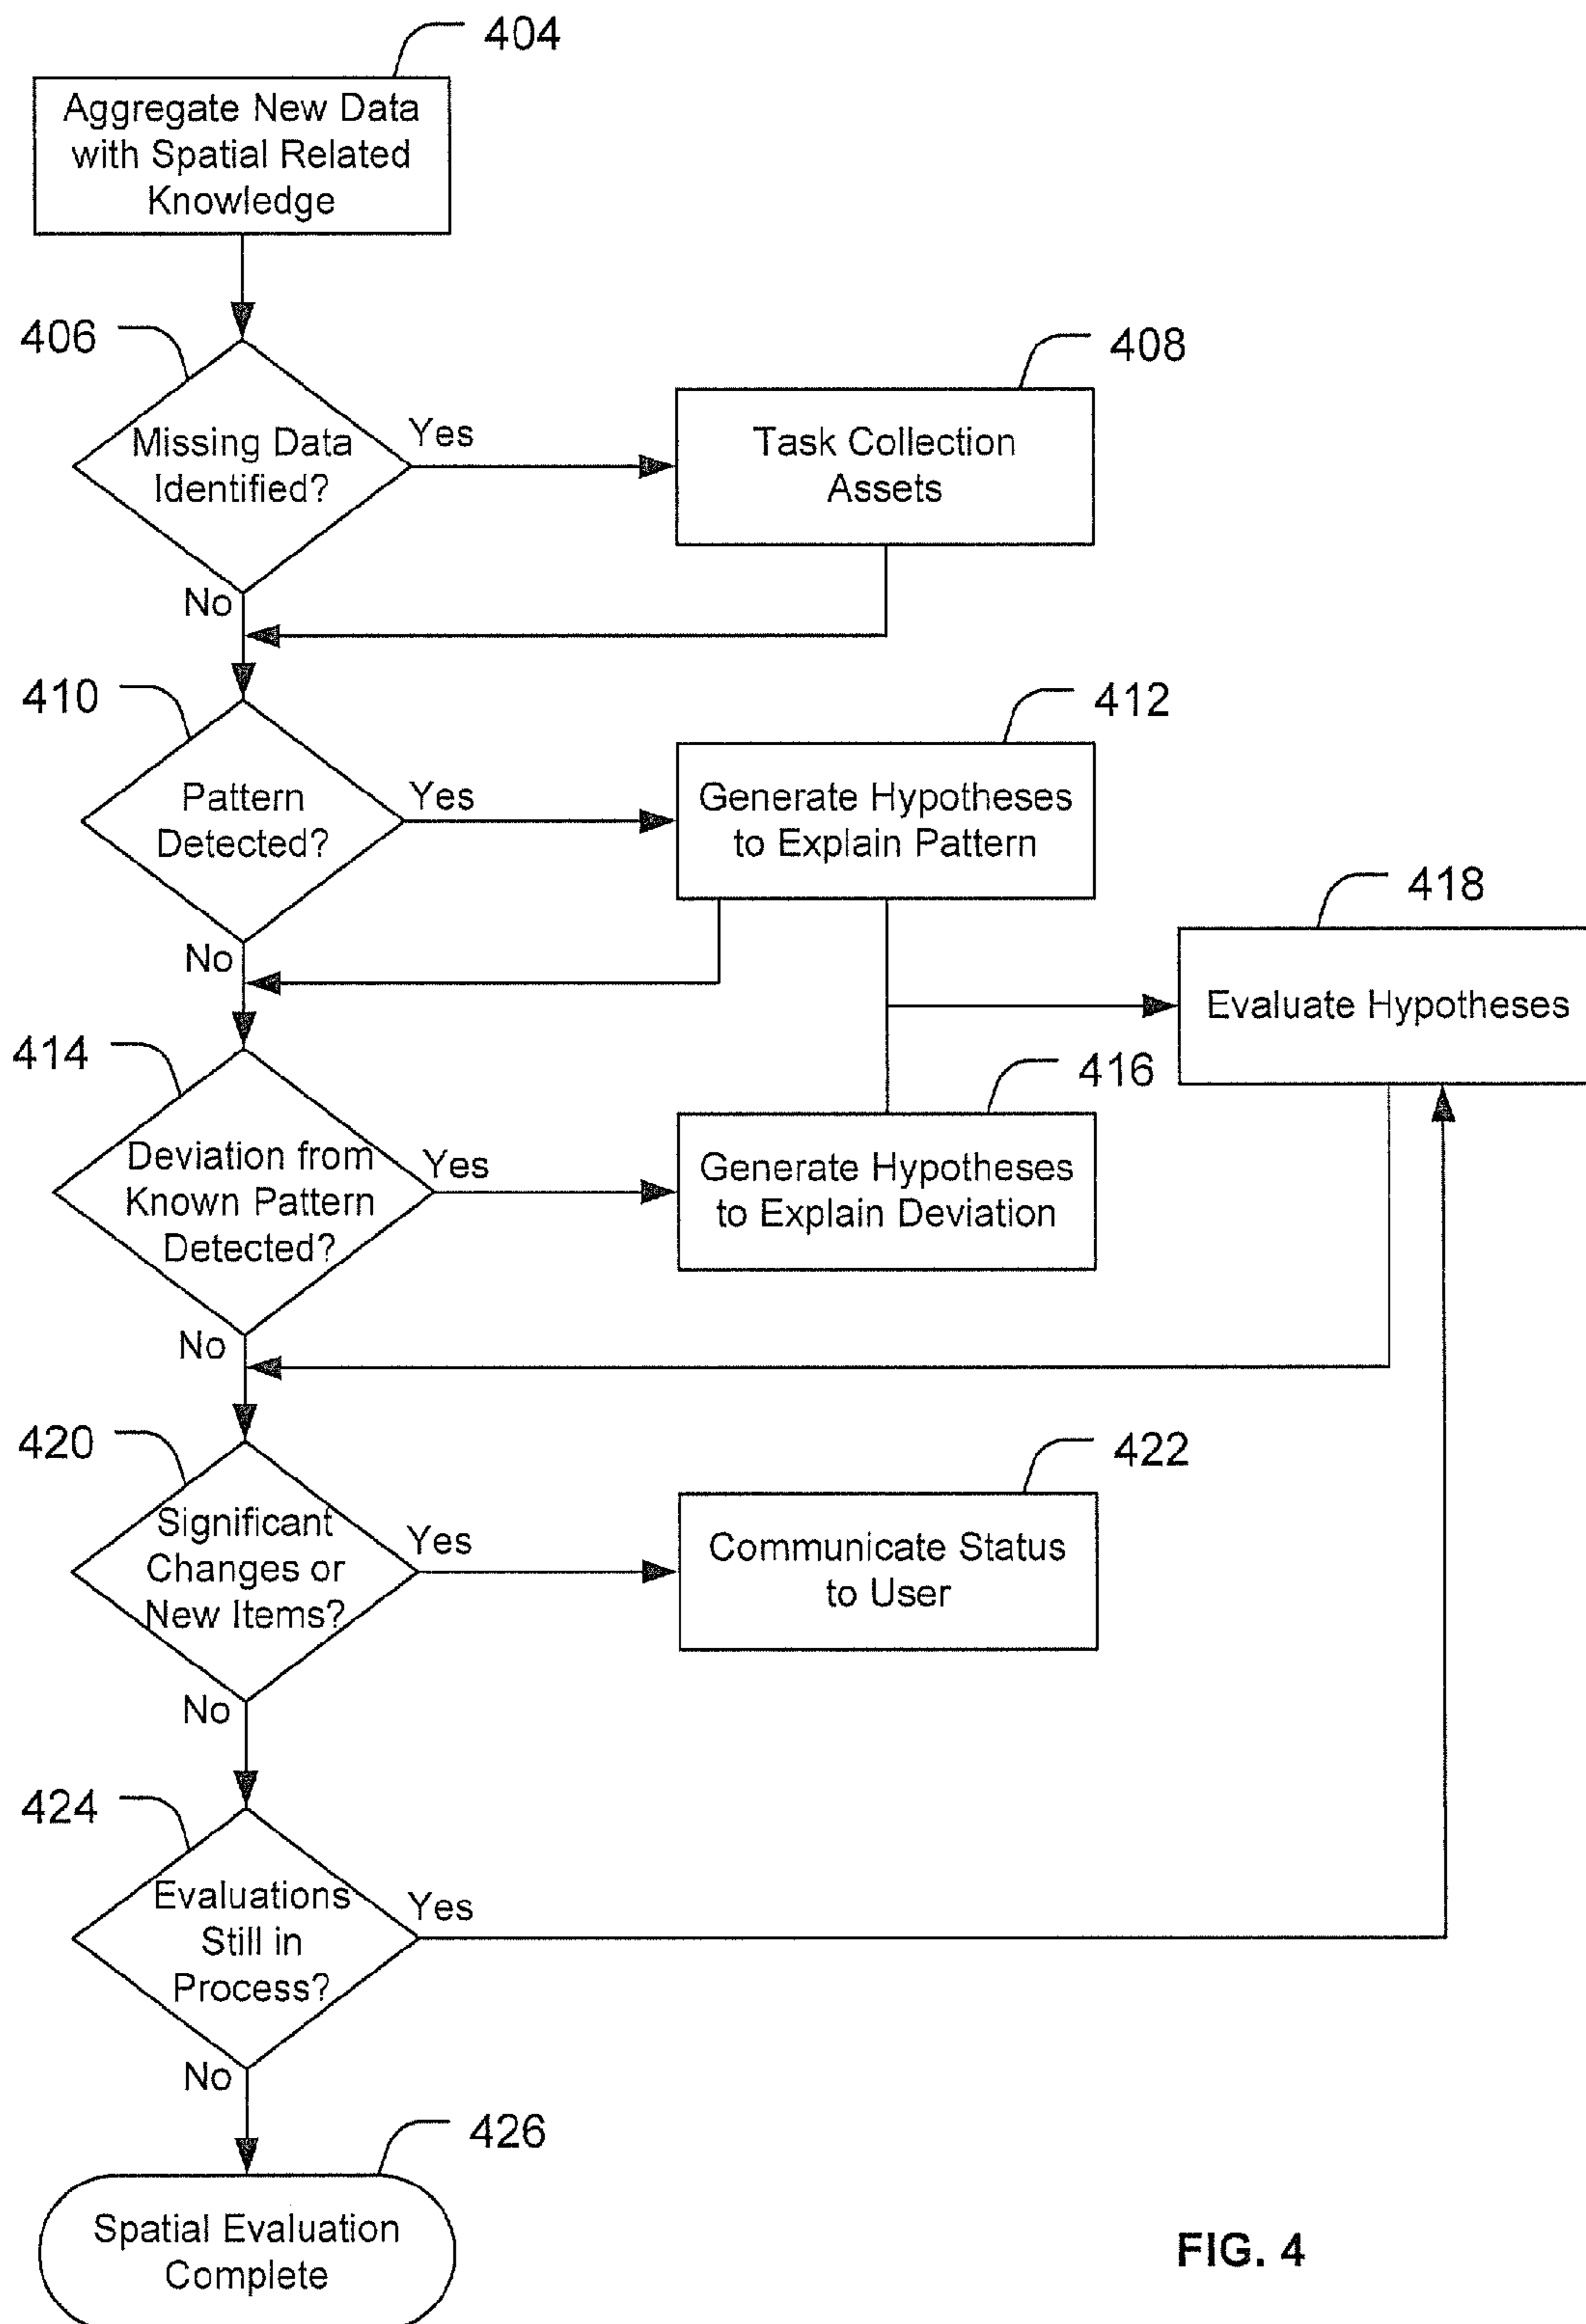 404
Aggregate New Data
with Spatial Related
Knowledge
406
Missing Data
Identified?
Yes
No
408
Task Collection
Assets
410
Pattern
Detected?
Yes
No
412
Generate Hypotheses
to Explain Pattern
418
Evaluate Hypotheses
414
Deviation from
Known Pattern
Detected?
Yes
No
416
Generate Hypotheses
to Explain Deviation
420
Significant
Changes or
New Items?
Yes
No
422
Communicate Status
to User
424
Evaluations
Still in
Process?
Yes
No
426
Spatial Evaluation
Complete
FIG. 4